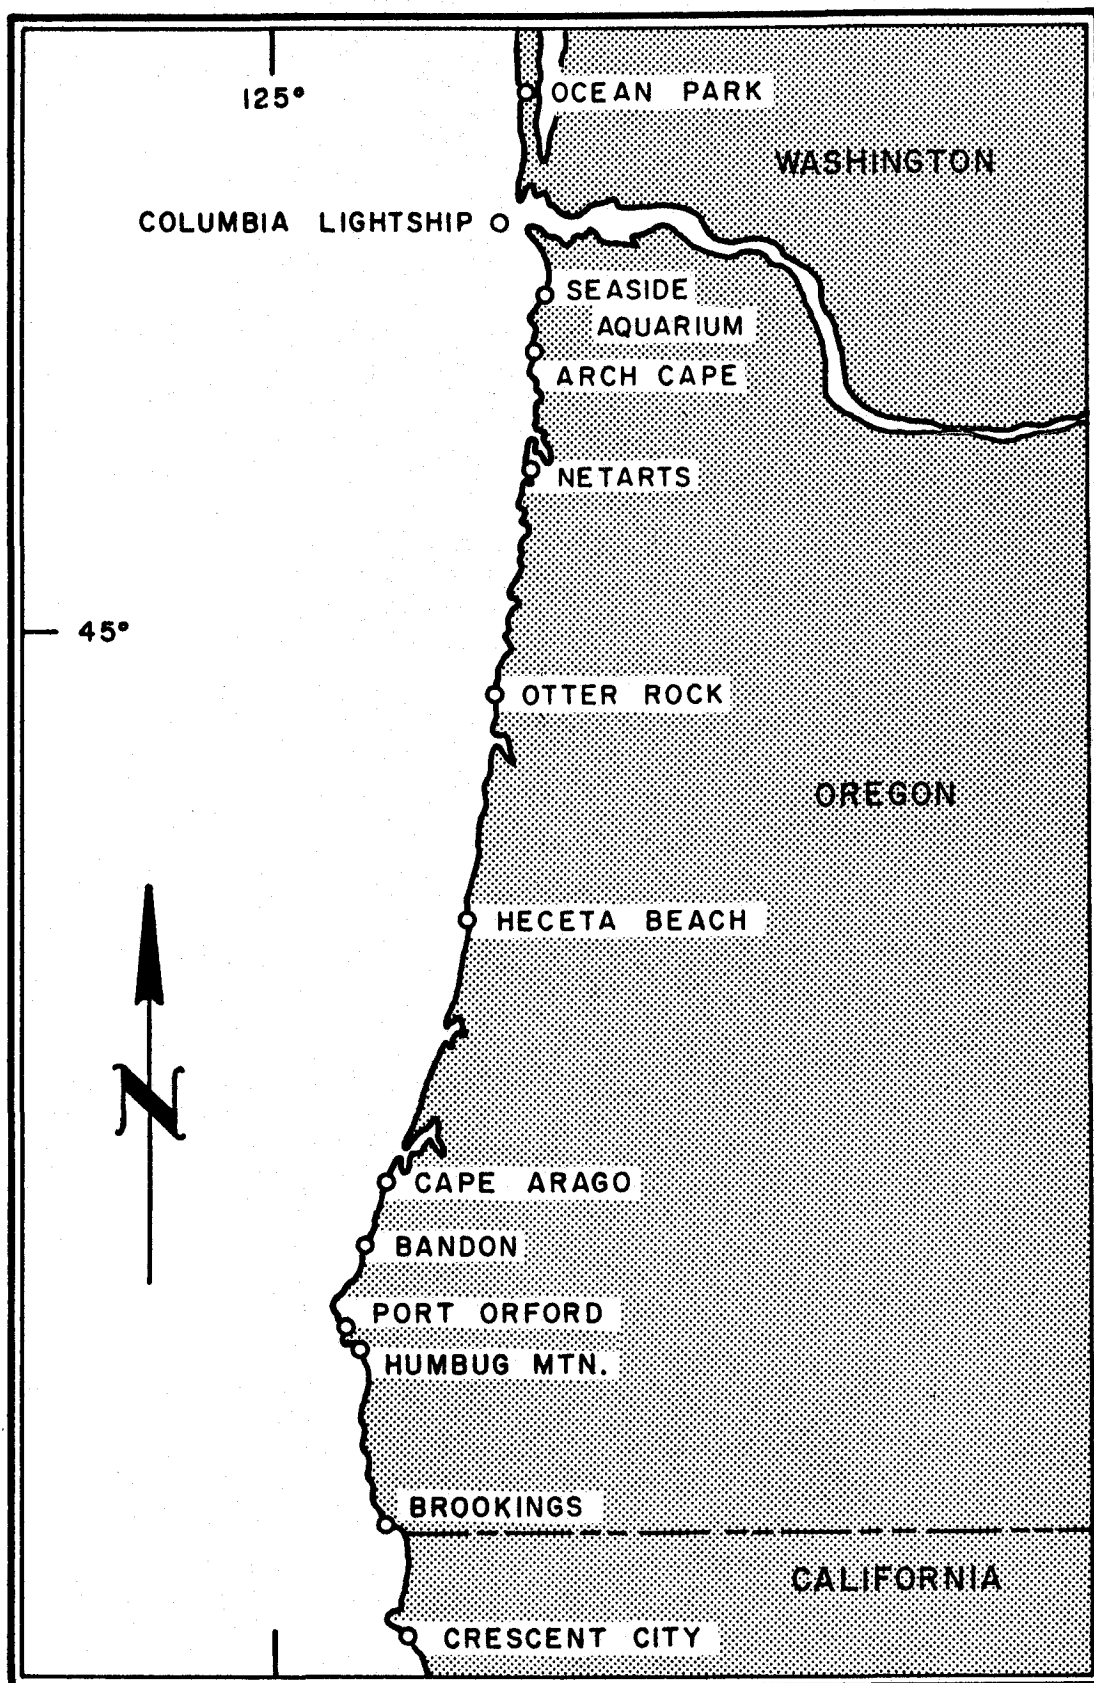 125°
OCEAN PARK
WASHINGTON
COLUMBIA LIGHTSHIP
SEASIDE
AQUARIUM
ARCH CAPE
NETARTS
45°
OTTER ROCK
OREGON
HECETA BEACH
N
CAPE ARAGO
BANDON
PORT ORFORD
HUMBUG MTN.
BROOKINGS
CALIFORNIA
CRESCENT CITY